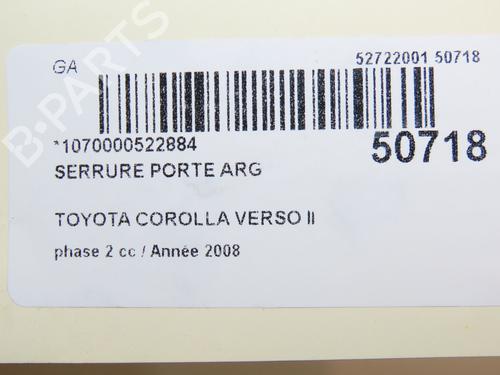 GA
52722001 50718
*1070000522884
50718
SERRURE PORTE ARG
TOYOTA COROLLA VERSO II
phase 2 cc / Année 2008
B-PARTS